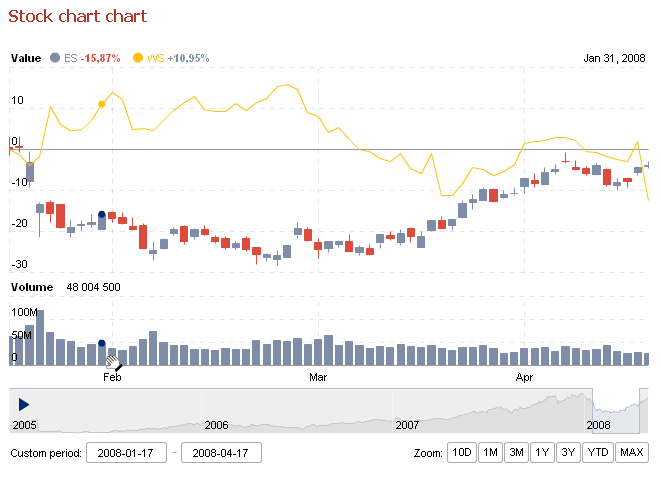 Stock chart chart
Value ES -15,87% WS +10,95% Jan 31, 2008
10
0
-10
-20
-30
Volume 48 004 500
100M
50M
0
Feb Mar Apr
2005 2006 2007 2008
Custom period: 2008-01-17 - 2008-04-17 Zoom: 10D 1M 3M 1Y 3Y YTD MAX